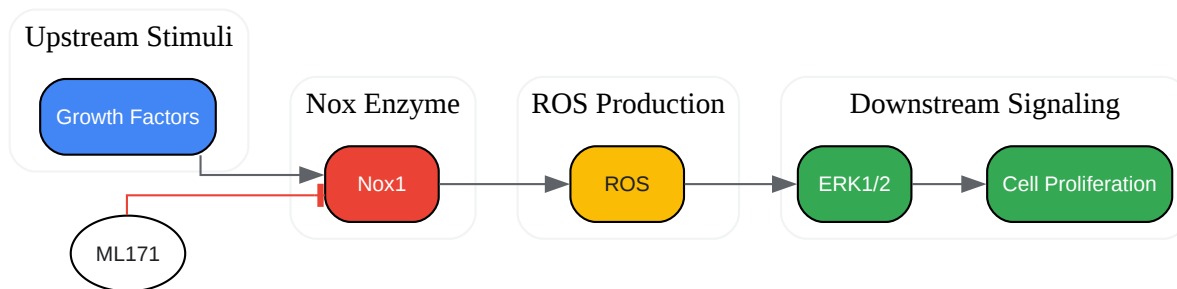 Upstream Stimuli
Growth Factors
Nox Enzyme
Nox1
ROS Production
ROS
Downstream Signaling
ERK1/2
Cell Proliferation
ML171